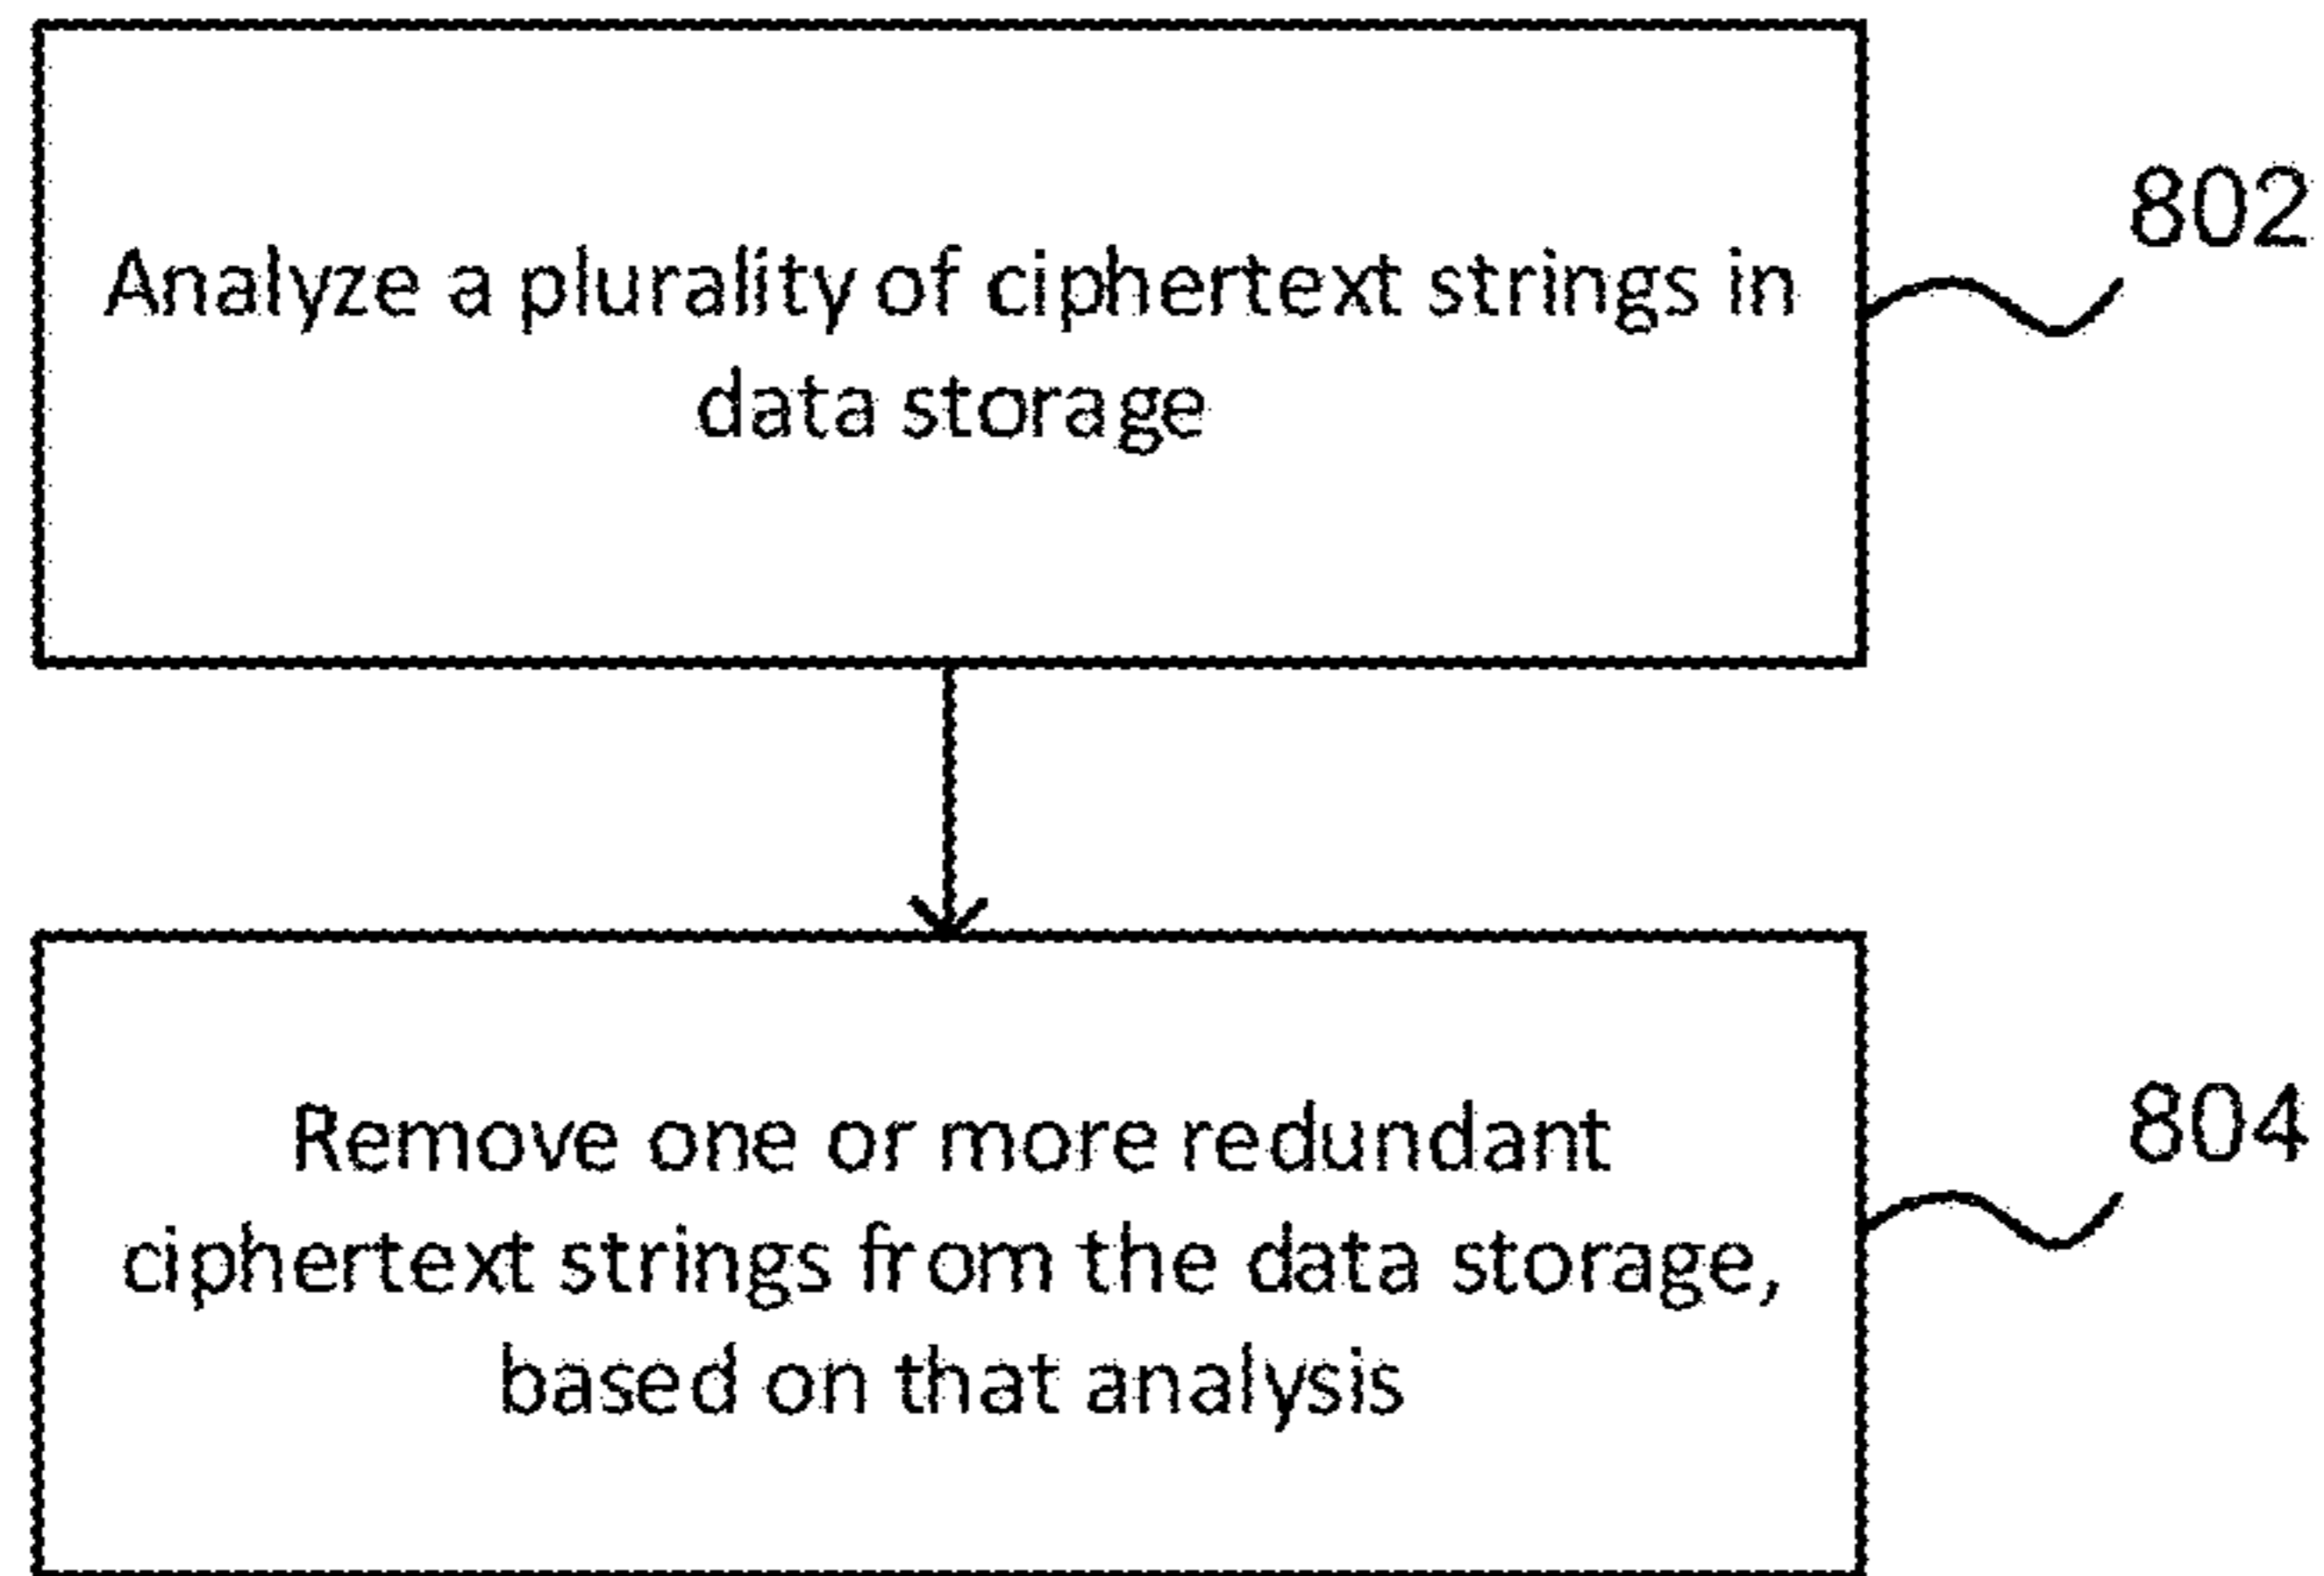 Analyze a plurality of ciphertext strings in
data storage
802
Remove one or more redundant
ciphertext strings from the data storage,
based on that analysis
804